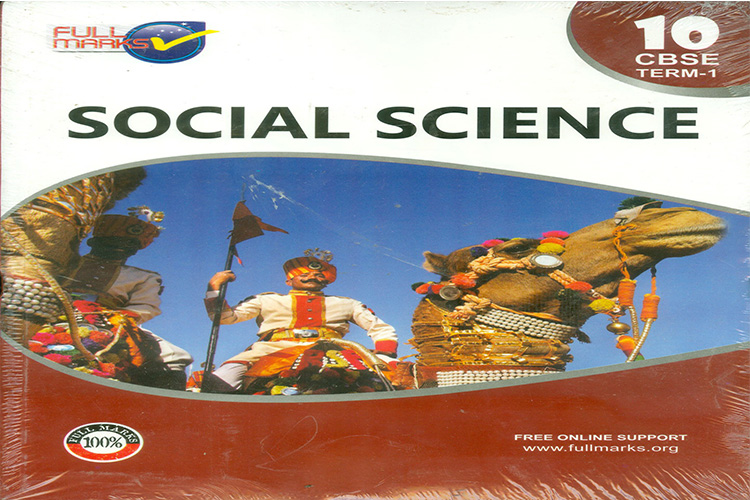 FULL
MARKS
10
CBSE
TERM-1
SOCIAL SCIENCE
FULL MARKS
100%
FREE ONLINE SUPPORT
www.fullmarks.org